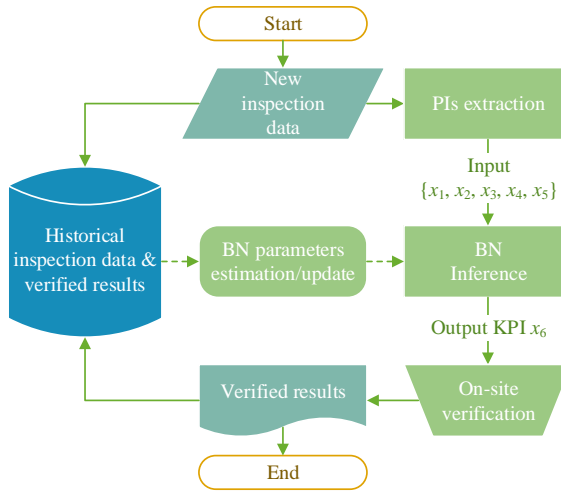 Start
New
inspection
data
PIs extraction
Input
{x₁, x₂, x₃, x₄, x₅}
Historical
inspection data &
verified results
BN parameters
estimation/update
BN
Inference
Output KPI x₆
Verified results
On-site
verification
End